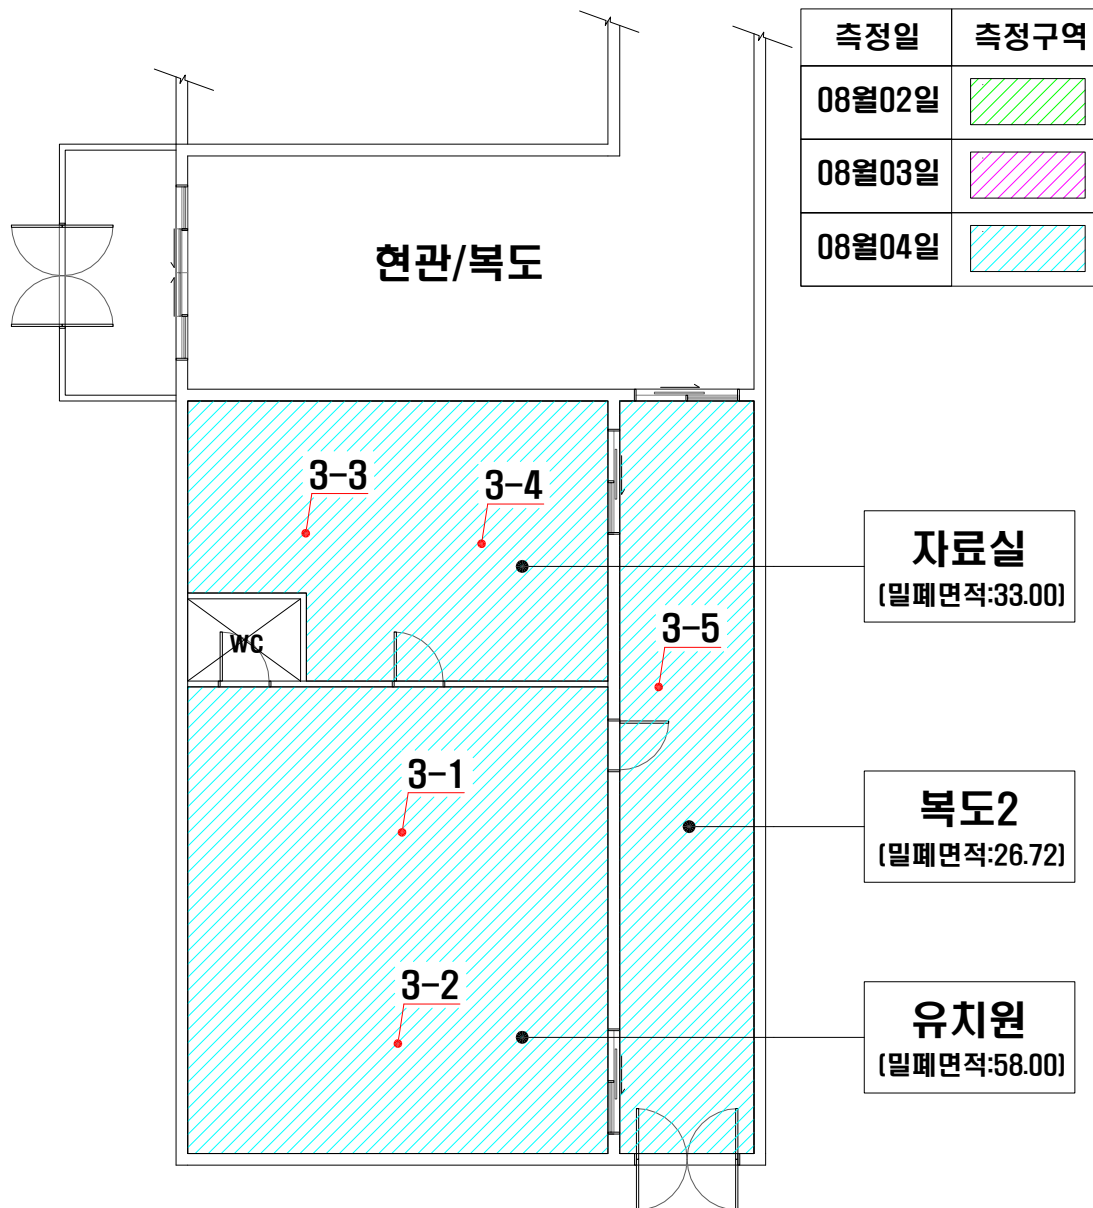 측정일 측정구역
08월02일
08월03일
08월04일
현관/복도
3-3
3-4
자료실
(밀폐면적:33.00)
3-5
WC
3-1
복도2
(밀폐면적:26.72)
3-2
유치원
(밀폐면적:58.00)